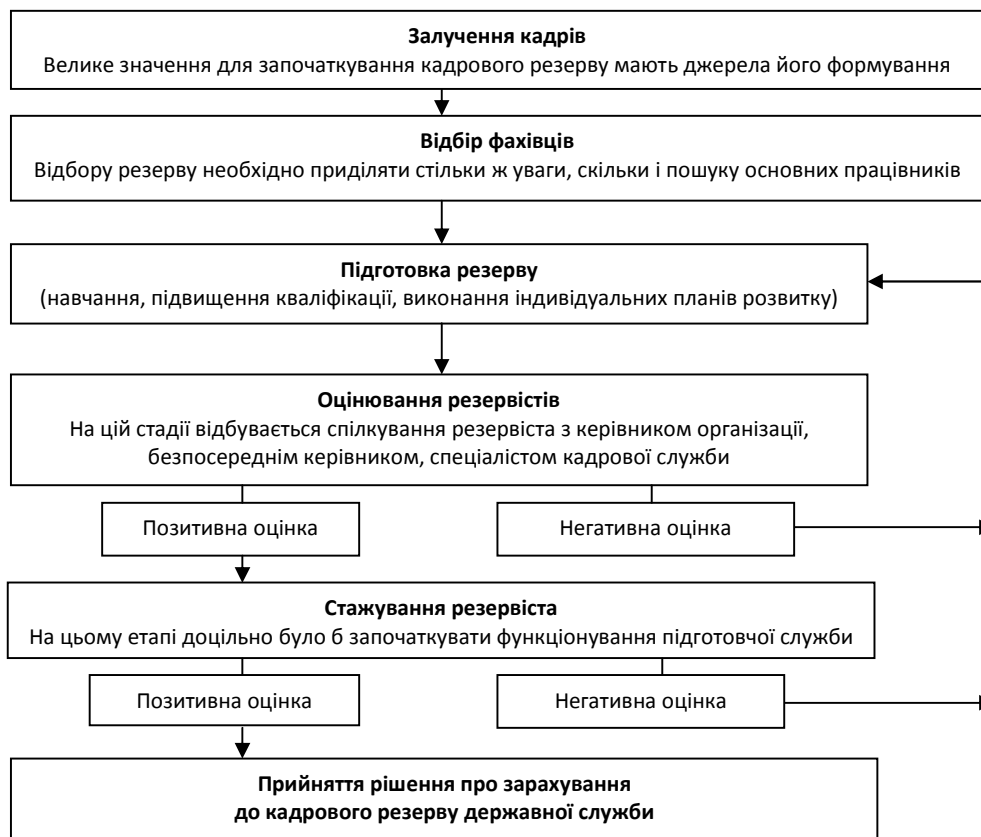 Залучення кадрів
Велике значення для започаткування кадрового резерву мають джерела його формування
Відбір фахівців
Відбору резерву необхідно приділяти стільки ж уваги, скільки і пошуку основних працівників
Підготовка резерву
(навчання, підвищення кваліфікації, виконання індивідуальних планів розвитку)
Оцінювання резервістів
На цій стадії відбувається спілкування резервіста з керівником організації,
безпосереднім керівником, спеціалістом кадрової служби
Позитивна оцінка
Негативна оцінка
Стажування резервіста
На цьому етапі доцільно було б започаткувати функціонування підготовчої служби
Позитивна оцінка
Негативна оцінка
Прийняття рішення про зарахування
до кадрового резерву державної служби